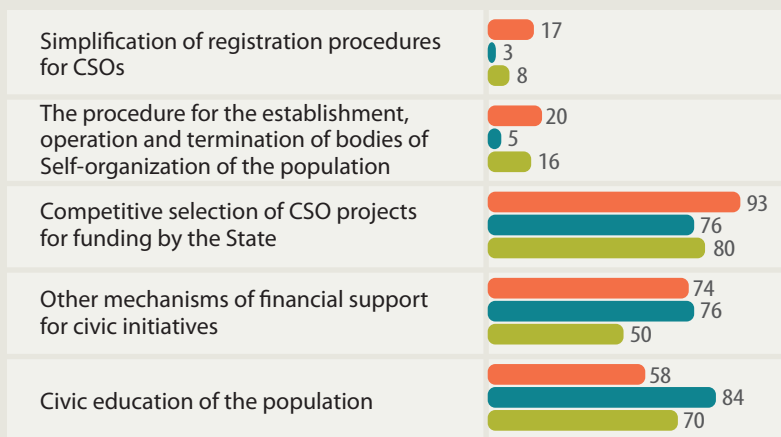 Simplification of registration procedures
for CSOs
17
3
8
The procedure for the establishment,
operation and termination of bodies of
Self-organization of the population
20
5
16
Competitive selection of CSO projects
for funding by the State
93
76
80
Other mechanisms of financial support
for civic initiatives
74
76
50
Civic education of the population
58
84
70